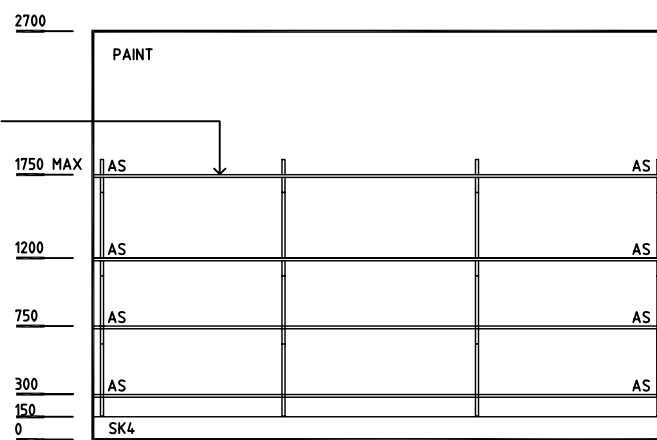 2700
PAINT
1750 MAX AS AS
1200 AS AS
750 AS AS
300 AS AS
150
0 SK4